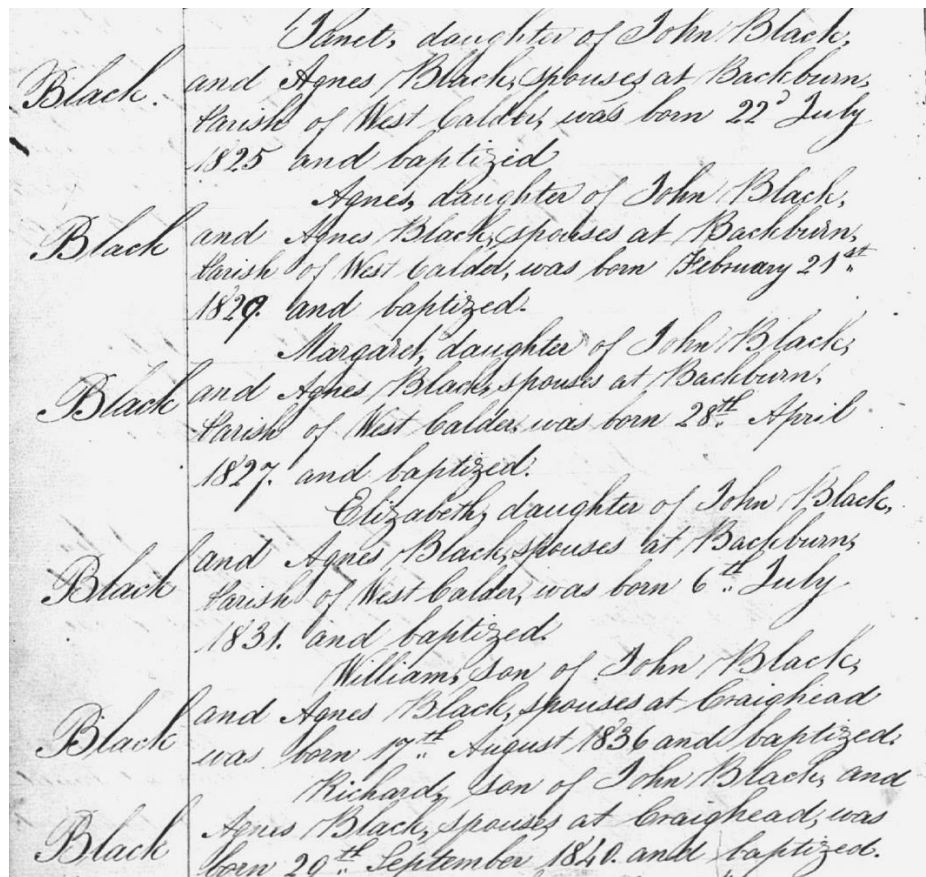 Janet, daughter of John Black,
Black. and Agnes Black, spouses at Backburn,
Parish of West Calder, was born 22d July
1825 and baptizid
Agnes, daughter of John Black,
Black and Agnes Black, spouses at Backburn,
Parish of West Calder, was born February 21st
1829. and baptized.
Margaret, daughter of John Black,
Black and Agnes Black, spouses at Backburn,
Parish of West Calder, was born 28th April
1827. and baptized.
Elizabeth, daughter of John Black,
Black and Agnes Black, spouses at Backburn,
Parish of West Calder, was born 6th July
1831. and baptized.
William, son of John Black,
Black and Agnes Black, spouses at Craighead
was born 17th August 1836 and baptized.
Richard, son of John Black, and
Black Agnes Black, spouses at Craighead, was
born 29th September 1840. and baptized.